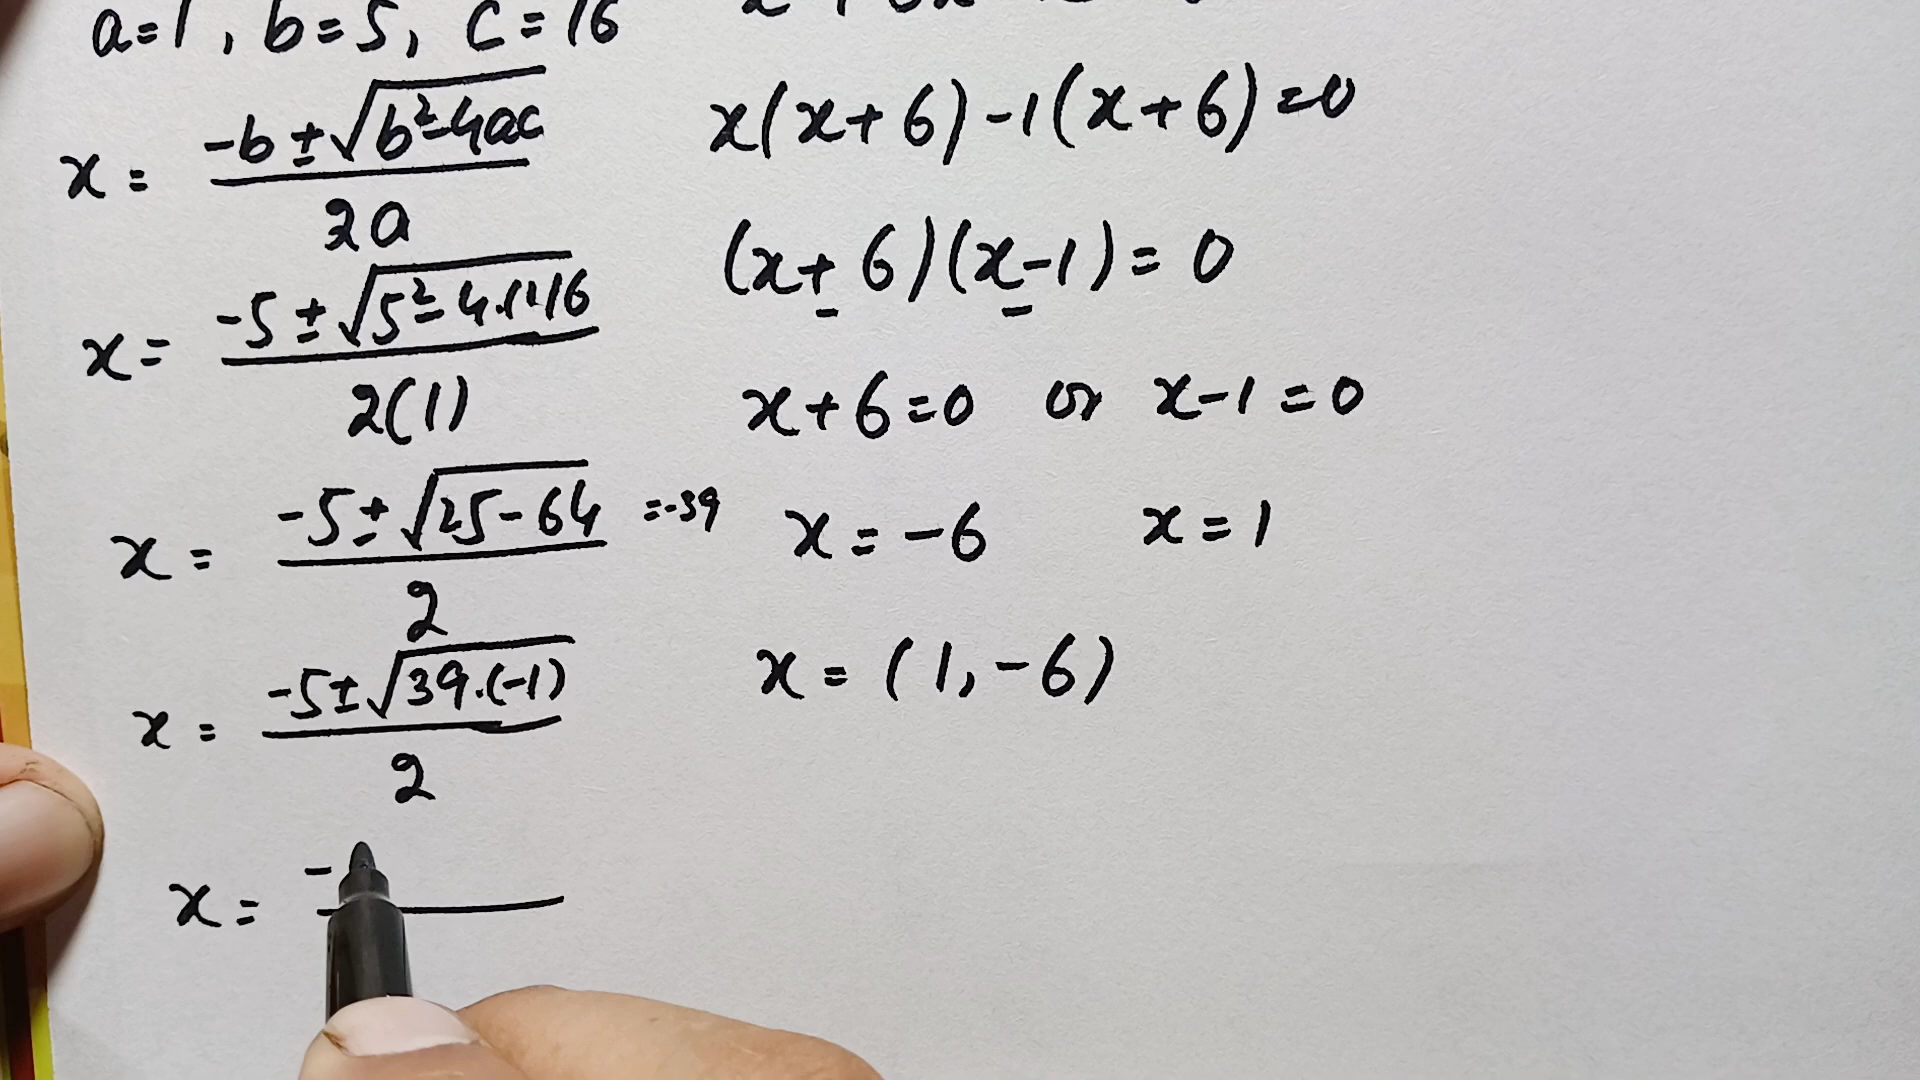 a=1, b=5, c=16
x= -b±√b²-4ac
2a
x= -5±√5²-4.1.16
2(1)
x= -5±√25-64 =-39
2
x= -5±√39.(-1)
2
x= -
x(x+6)-1(x+6)=0
(x+6)(x-1)=0
x+6=0 or x-1=0
x=-6 x=1
x=(1,-6)